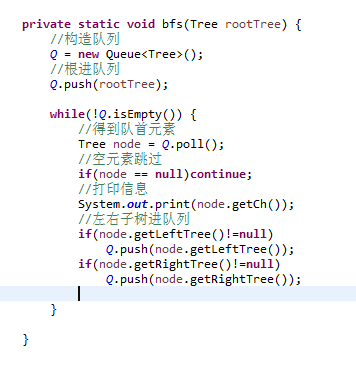 private static void bfs(Tree rootTree) {
//构造队列
Q = new Queue<Tree>();
//根进队列
Q.push(rootTree);
while(!Q.isEmpty()) {
//得到队首元素
Tree node = Q.poll();
//空元素跳过
if(node == null)continue;
//打印信息
System.out.print(node.getCh());
//左右子树进队列
if(node.getLeftTree()!=null)
Q.push(node.getLeftTree());
if(node.getRightTree()!=null)
Q.push(node.getRightTree());
}
}